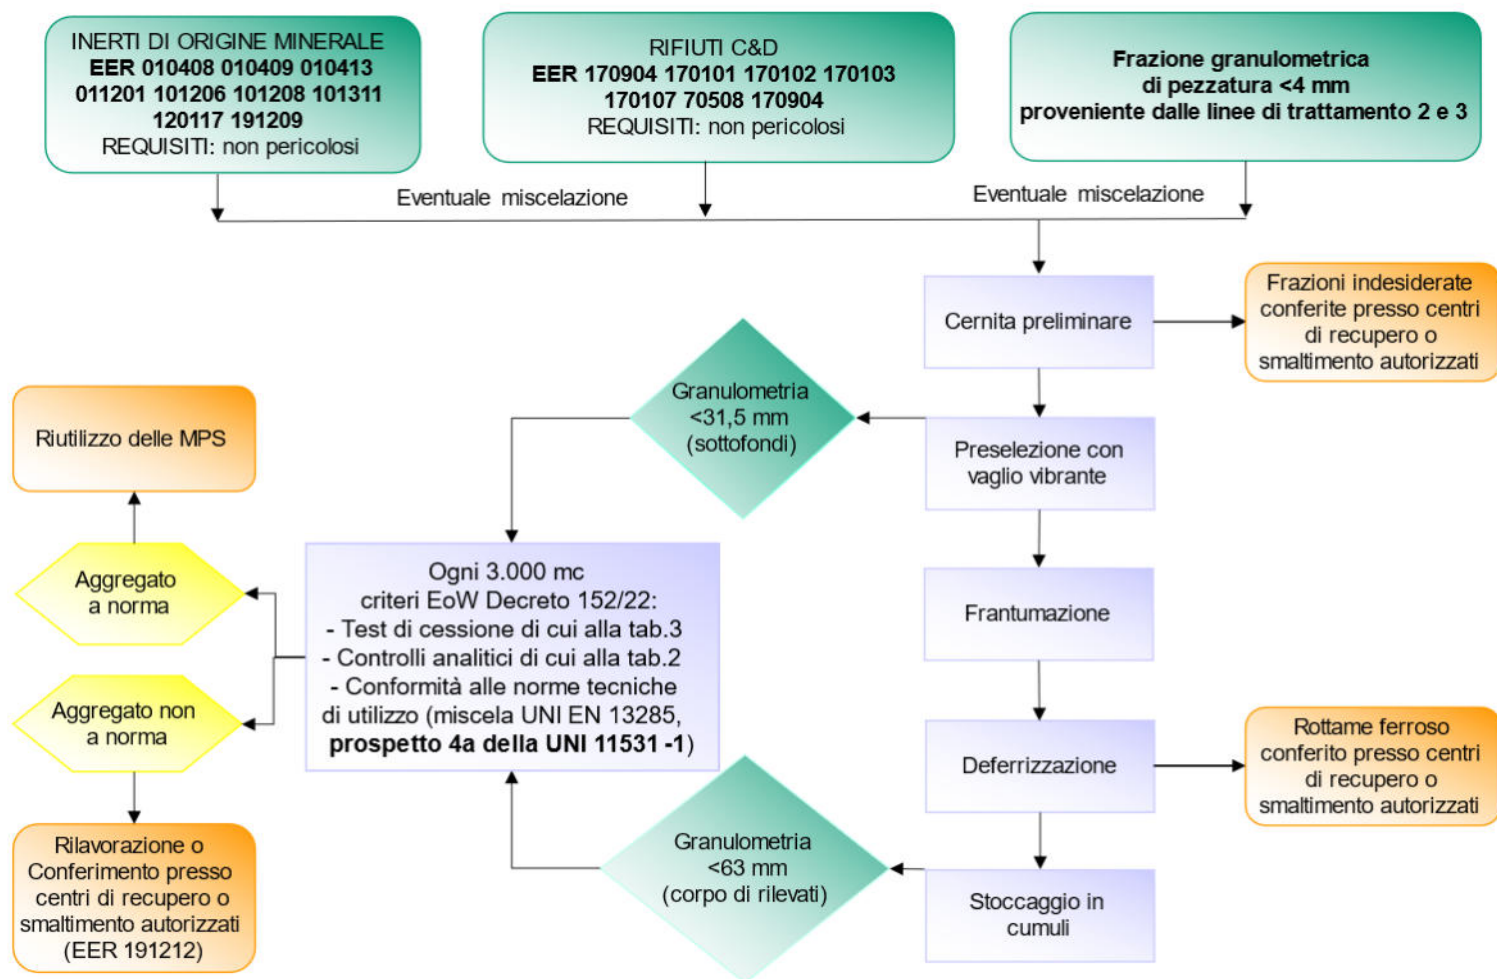 INERTI DI ORIGINE MINERALE
EER 010408 010409 010413
011201 101206 101208 101311
120117 191209
REQUISITI: non pericolosi
RIFIUTI C&D
EER 170904 170101 170102 170103
170107 70508 170904
REQUISITI: non pericolosi
Frazione granulometrica
di pezzatura <4 mm
proveniente dalle linee di trattamento 2 e 3
Eventuale miscelazione
Eventuale miscelazione
Cernita preliminare
Frazioni indesiderate
conferite presso centri
di recupero o
smaltimento autorizzati
Granulometria
<31,5 mm
(sottofondi)
Preselezione con
vaglio vibrante
Riutilizzo delle MPS
Aggregato
a norma
Ogni 3.000 mc
criteri EoW Decreto 152/22:
- Test di cessione di cui alla tab.3
- Controlli analitici di cui alla tab.2
- Conformità alle norme tecniche
di utilizzo (miscela UNI EN 13285,
prospetto 4a della UNI 11531 -1)
Frantumazione
Aggregato non
a norma
Deferrizzazione
Rottame ferroso
conferito presso centri
di recupero o
smaltimento autorizzati
Rilavorazione o
Conferimento presso
centri di recupero o
smaltimento autorizzati
(EER 191212)
Granulometria
<63 mm
(corpo di rilevati)
Stoccaggio in
cumuli